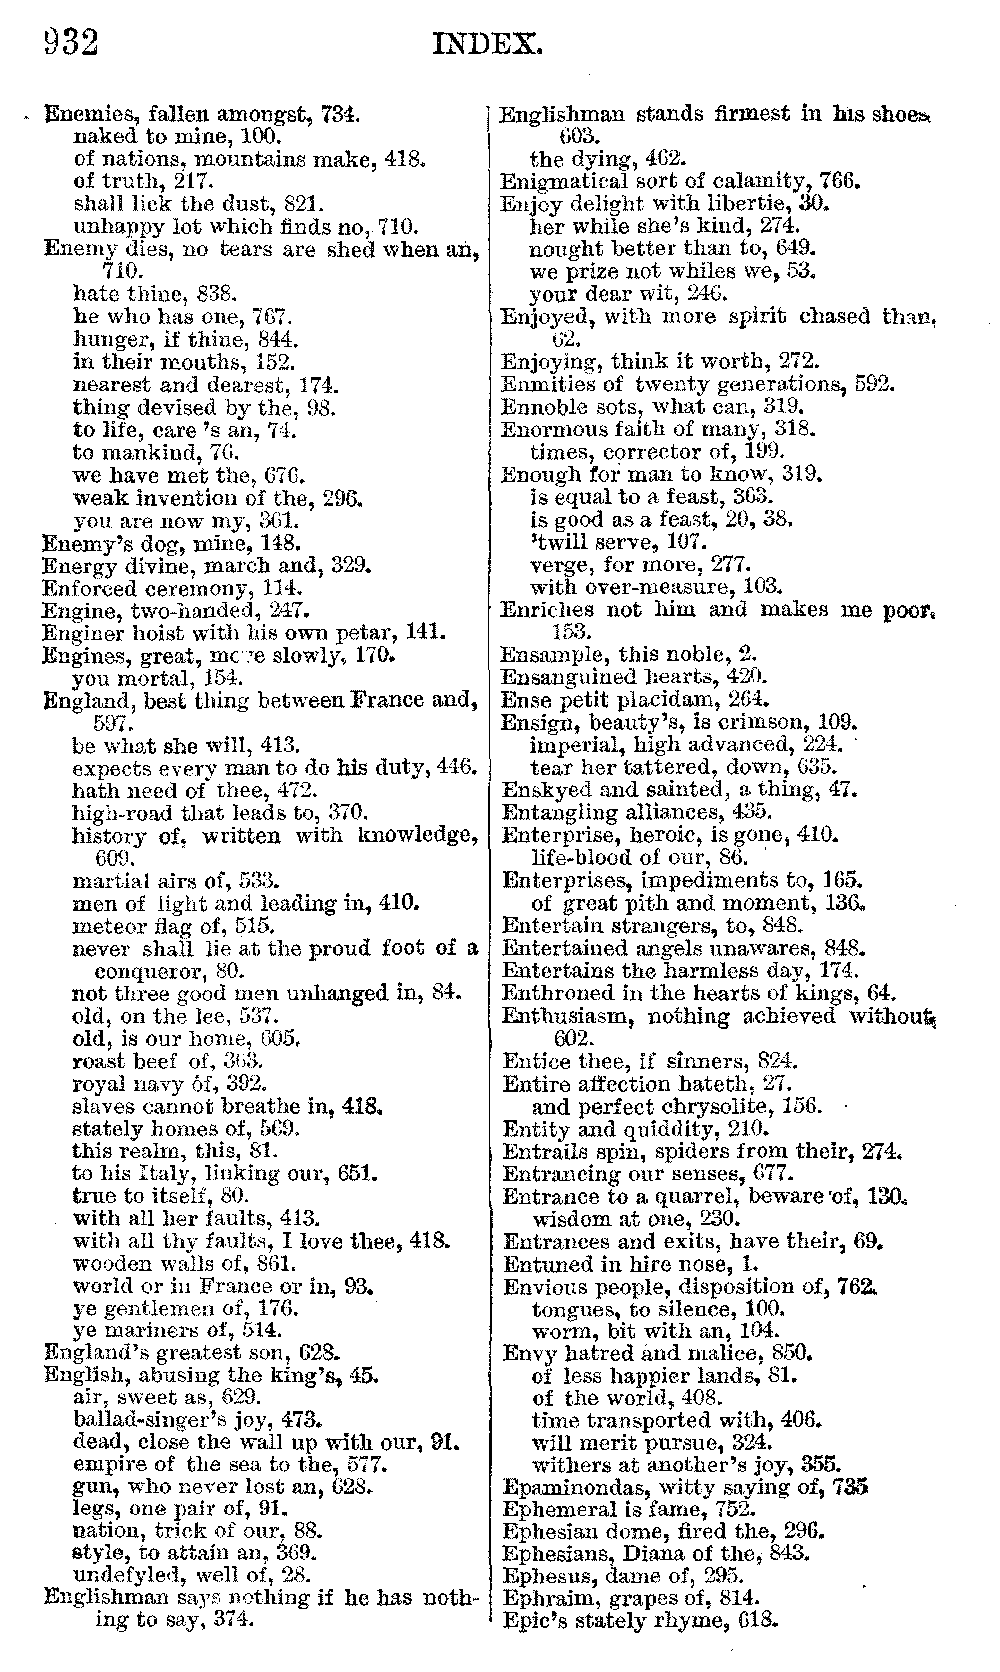 932
INDEX.
Enemies, fallen amongst, 734.
naked to mine, 100.
of nations, mountains make, 418.
of truth, 217.
shall lick the dust, 821.
unhappy lot which finds no, 710.
Enemy dies, no tears are shed when an,
710.
hate thine, 838.
he who has one, 767.
hunger, if thine, 844.
in their mouths, 152.
nearest and dearest, 174.
thing devised by the, 98.
to life, care 's an, 74.
to mankind, 76.
we have met the, 676.
weak invention of the, 296.
you are now my, 361.
Enemy's dog, mine, 148.
Energy divine, march and, 329.
Enforced ceremony, 114.
Engine, two-handed, 247.
Enginer hoist with his own petar, 141.
Engines, great, move slowly, 170.
you mortal, 154.
England, best thing between France and,
597.
be what she will, 413.
expects every man to do his duty, 446.
hath need of thee, 472.
high-road that leads to, 370.
history of, written with knowledge,
609.
martial airs of, 533.
men of light and leading in, 410.
meteor flag of, 515.
never shall lie at the proud foot of a
conqueror, 80.
not three good men unhanged in, 84.
old, on the lee, 537.
old, is our home, 605.
roast beef of, 363.
royal navy of, 392.
slaves cannot breathe in, 418.
stately homes of, 569.
this realm, this, 81.
to his Italy, linking our, 651.
true to itself, 80.
with all her faults, 413.
with all thy faults, I love thee, 418.
wooden walls of, 861.
world or in France or in, 93.
ye gentlemen of, 176.
ye mariners of, 514.
England's greatest son, 628.
English, abusing the king's, 45.
air, sweet as, 629.
ballad-singer's joy, 473.
dead, close the wall up with our, 91.
empire of the sea to the, 577.
gun, who never lost an, 628.
legs, one pair of, 91.
nation, trick of our, 88.
style, to attain an, 369.
undefyled, well of, 28.
Englishman says nothing if he has noth-
ing to say, 374.
Englishman stands firmest in his shoes,
603.
the dying, 462.
Enigmatical sort of calamity, 766.
Enjoy delight with libertie, 30.
her while she's kind, 274.
nought better than to, 649.
we prize not whiles we, 53.
your dear wit, 246.
Enjoyed, with more spirit chased than,
62.
Enjoying, think it worth, 272.
Enmities of twenty generations, 592.
Ennoble sots, what can, 319.
Enormous faith of many, 318.
times, corrector of, 199.
Enough for man to know, 319.
is equal to a feast, 363.
is good as a feast, 20, 38.
'twill serve, 107.
verge, for more, 277.
with over-measure, 103.
Enriches not him and makes me poor,
153.
Ensample, this noble, 2.
Ensanguined hearts, 420.
Ense petit placidam, 264.
Ensign, beauty's, is crimson, 109.
imperial, high advanced, 224.
tear her tattered, down, 635.
Enskyed and sainted, a thing, 47.
Entangling alliances, 435.
Enterprise, heroic, is gone, 410.
life-blood of our, 86.
Enterprises, impediments to, 165.
of great pith and moment, 136.
Entertain strangers, to, 848.
Entertained angels unawares, 848.
Entertains the harmless day, 174.
Enthroned in the hearts of kings, 64.
Enthusiasm, nothing achieved without,
602.
Entice thee, if sinners, 824.
Entire affection hateth, 27.
and perfect chrysolite, 156.
Entity and quiddity, 210.
Entrails spin, spiders from their, 274.
Entrancing our senses, 677.
Entrance to a quarrel, beware of, 130.
wisdom at one, 230.
Entrances and exits, have their, 69.
Entuned in hire nose, 1.
Envious people, disposition of, 762.
tongues, to silence, 100.
worm, bit with an, 104.
Envy hatred and malice, 850.
of less happier lands, 81.
of the world, 408.
time transported with, 406.
will merit pursue, 324.
withers at another's joy, 355.
Epaminondas, witty saying of, 735
Ephemeral is fame, 752.
Ephesian dome, fired the, 296.
Ephesians, Diana of the, 843.
Ephesus, dame of, 295.
Ephraim, grapes of, 814.
Epic's stately rhyme, 618.